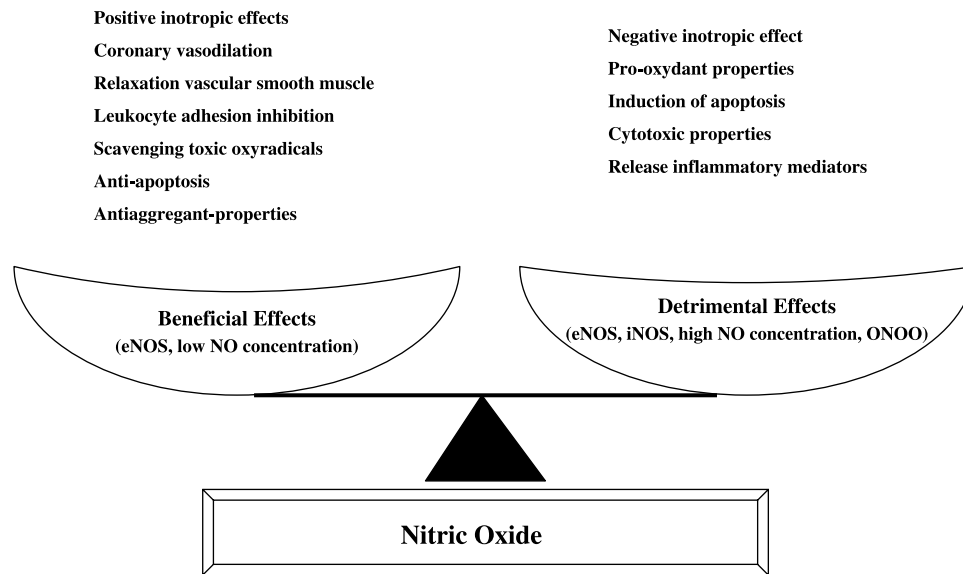 Positive inotropic effects
Coronary vasodilation
Relaxation vascular smooth muscle
Leukocyte adhesion inhibition
Scavenging toxic oxyradicals
Anti-apoptosis
Antiaggregant-properties
Negative inotropic effect
Pro-oxydant properties
Induction of apoptosis
Cytotoxic properties
Release inflammatory mediators
Beneficial Effects
(eNOS, low NO concentration)
Detrimental Effects
(eNOS, iNOS, high NO concentration, ONOO)
Nitric Oxide